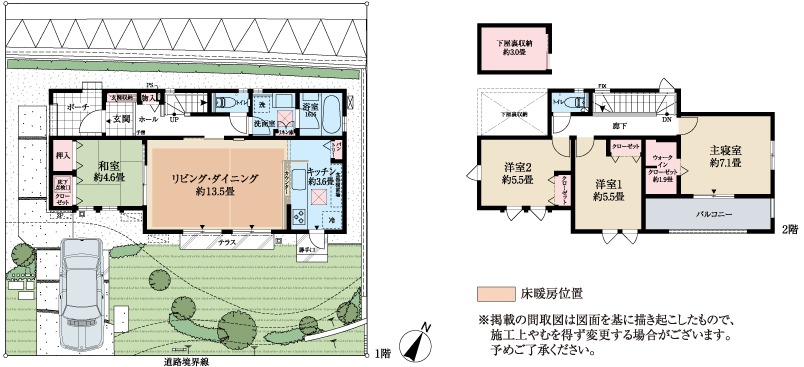 下屋裏収納
約3.0畳
PS
玄関収納
物入
ポーチ
玄関
ホール
手摺
UP
トイレ
洗
洗面室
浴室
1616
リネン庫
押入
和室
約4.6畳
床下
点検口
クロー
ゼット
SP
リビング・ダイニング
約13.5畳
カウンター
キッチン
約3.6畳
パン
トリー
冷
テラス
勝手口
道路境界線
1階
N
下屋裏収納
トイレ
FIX
DN
廊下
洋室2
約5.5畳
クローゼット
洋室1
約5.5畳
クローゼット
ウォーク
イン
クローゼット
約1.9畳
主寝室
約7.1畳
バルコニー
2階
床暖房位置
※掲載の間取図は図面を基に描き起こしたもので、
施工上やむを得ず変更する場合がございます。
予めご了承ください。